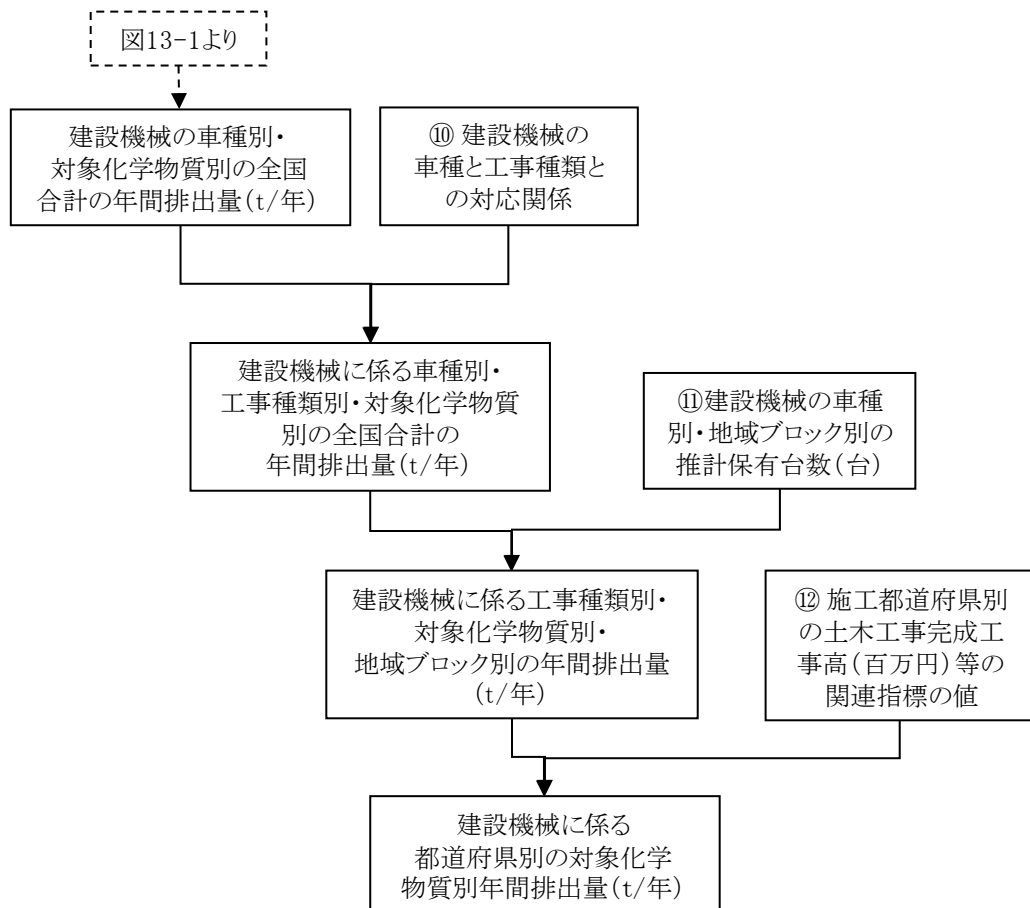 図13-1より
建設機械の車種別・
対象化学物質別の全国
合計の年間排出量(t/年)
⑩ 建設機械の
車種と工事種類と
の対応関係
建設機械に係る車種別・
工事種類別・対象化学物質
別の全国合計の
年間排出量(t/年)
⑪建設機械の車種
別・地域ブロック別の
推計保有台数(台)
建設機械に係る工事種類別・
対象化学物質別・
地域ブロック別の年間排出量
(t/年)
⑫ 施工都道府県別
の土木工事完成工
事高(百万円)等の
関連指標の値
建設機械に係る
都道府県別の対象化学
物質別年間排出量(t/年)